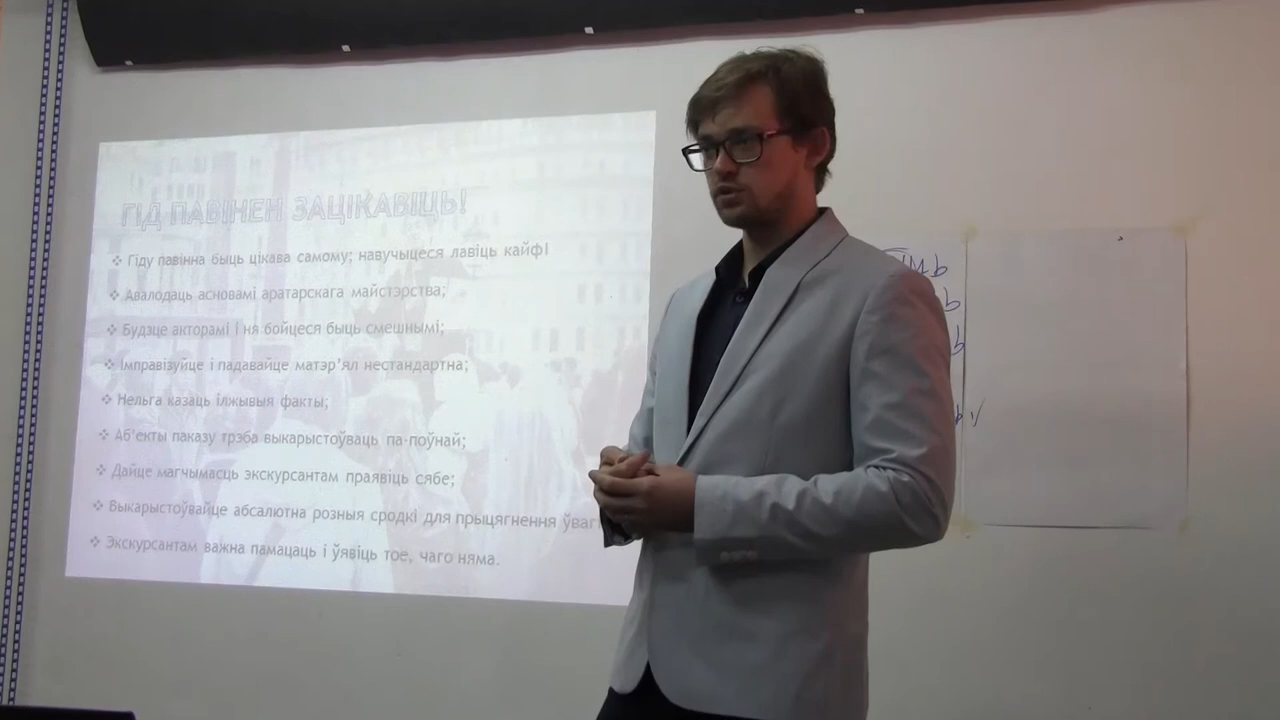 ГІД ПАВІНЕН ЗАЦІКАВІЦЬ!
❖ Гіду павінна быць цікава самому; навучыцеся лавіць кайф!
❖ Авалодаць асновамі аратарскага майстэрства;
❖ Будзце акторамі і ня бойцеся быць смешнымі;
❖ Імправізуйце і падавайце матэр'ял нестандартна;
❖ Нельга казаць ілжывыя факты;
❖ Аб'екты паказу трэба выкарыстоўваць па-поўнай;
❖ Дайце магчымасць экскурсантам праявіць сябе;
❖ Выкарыстоўвайце абсалютна розныя сродкі для прыцягнення ўваг
❖ Экскурсантам важна памацаць і ўявіць тое, чаго няма.